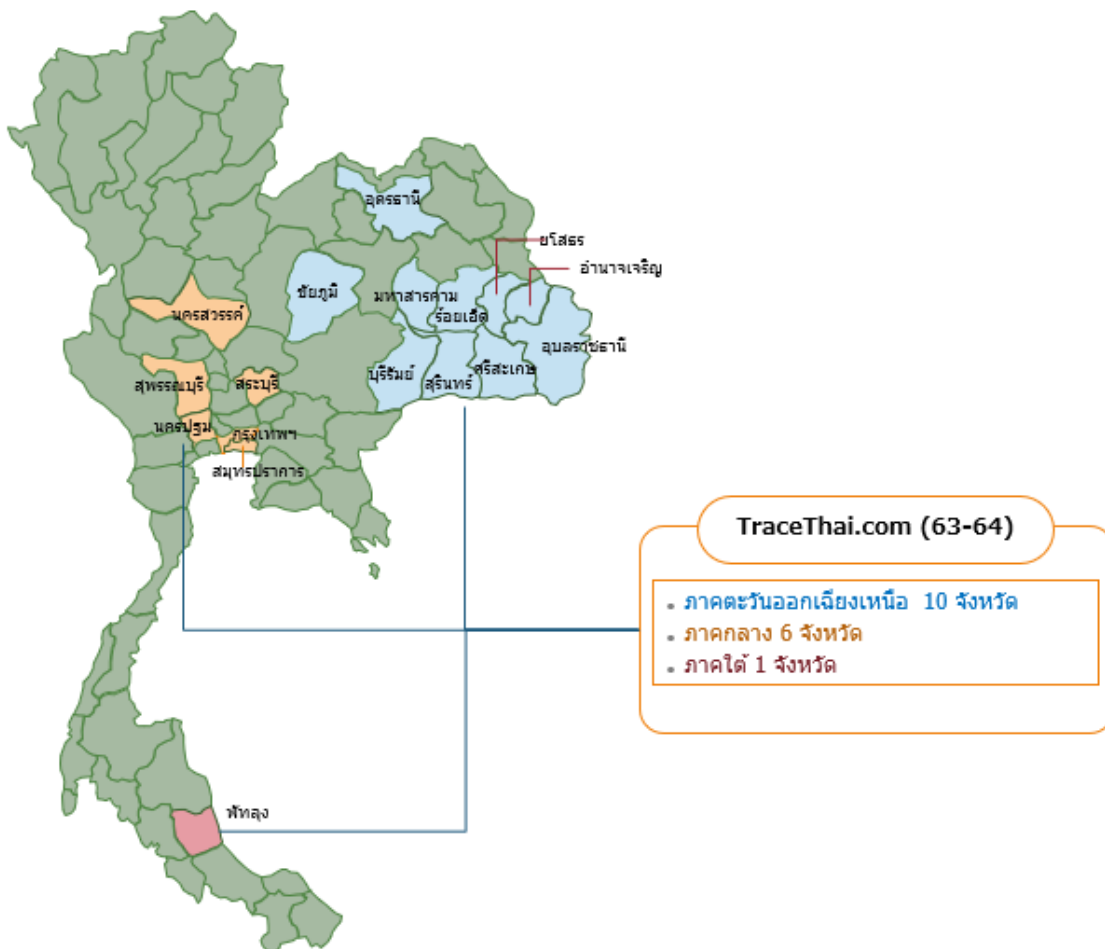 อุดรธานี
ยโสธร
อำนาจเจริญ
ชัยภูมิ
มหาสารคาม
ร้อยเอ็ด
นครสวรรค์
อุบลราชธานี
บุรีรัมย์
สุรินทร์
ศรีสะเกษ
สุพรรณบุรี
สระบุรี
นครปฐม
กรุงเทพฯ
สมุทรปราการ
TraceThai.com (63-64)
ภาคตะวันออกเฉียงเหนือ 10 จังหวัด
ภาคกลาง 6 จังหวัด
ภาคใต้ 1 จังหวัด
พัทลุง